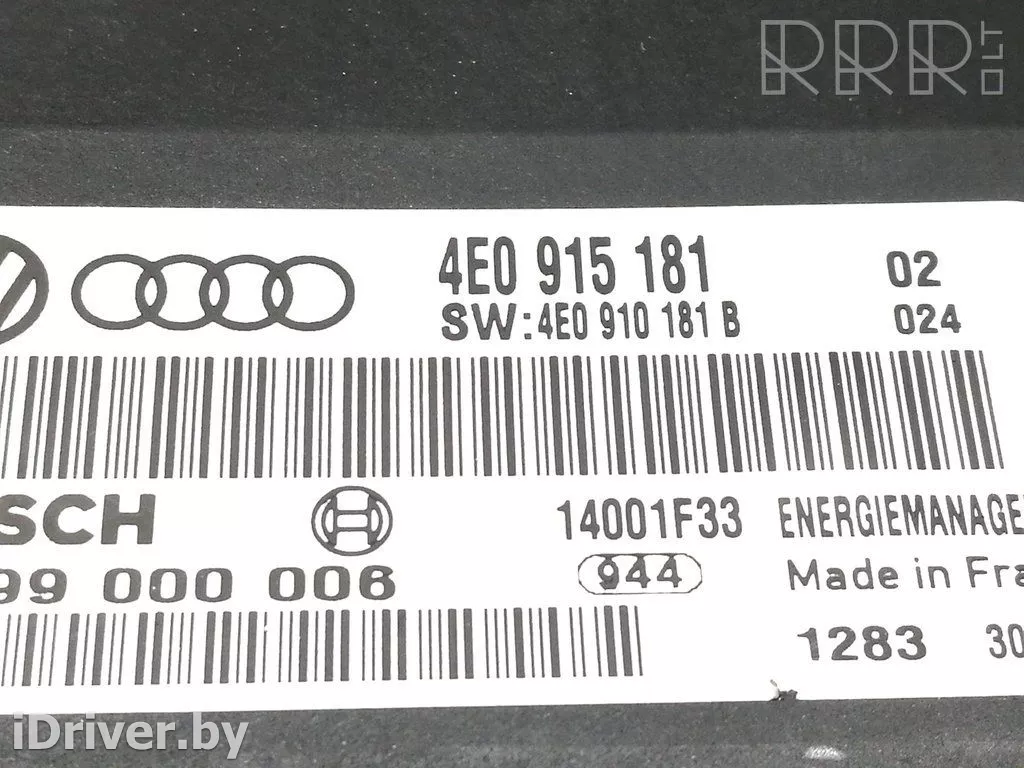 RRR.LT
4E0 915 181 02
SW: 4E0 910 181 B 024
SCH 14001F33 ENERGIEMANAGE
99 000 006 944 Made in Fra
1283 30
iDriver.by